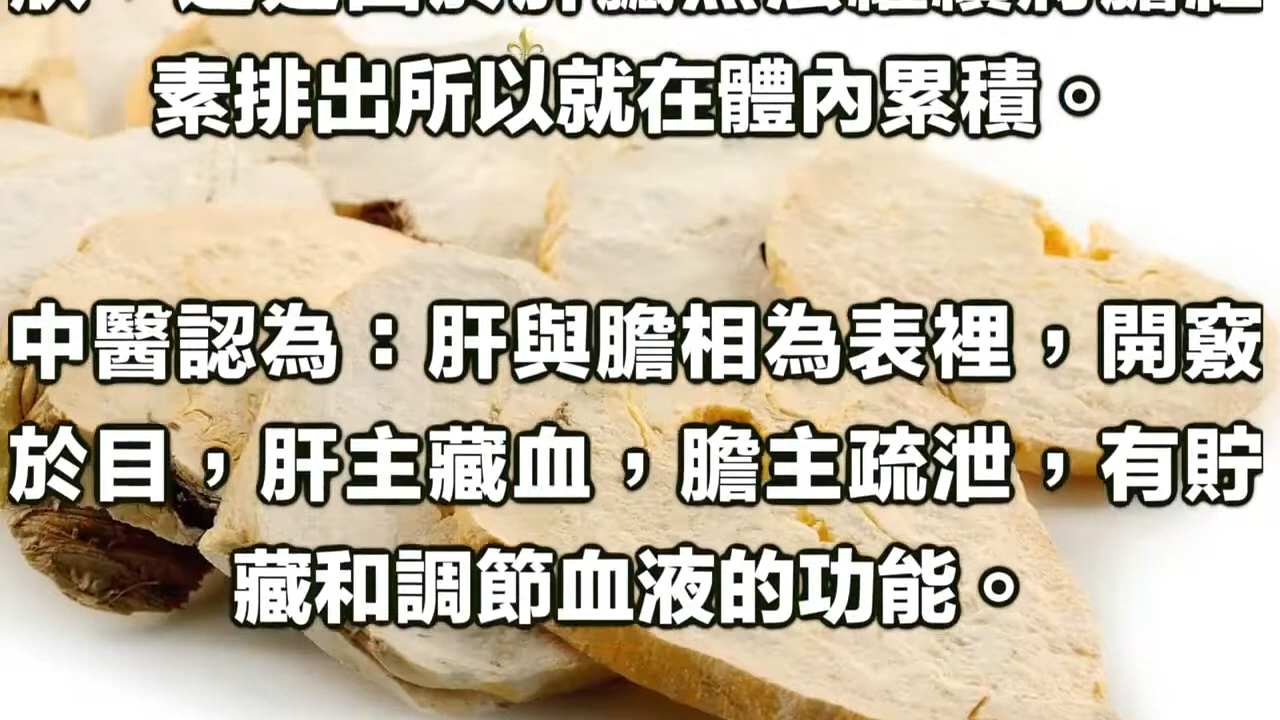 素排出所以就在體內累積。
中醫認為：肝與膽相為表裡，開竅
於目，肝主藏血，膽主疏泄，有貯
藏和調節血液的功能。